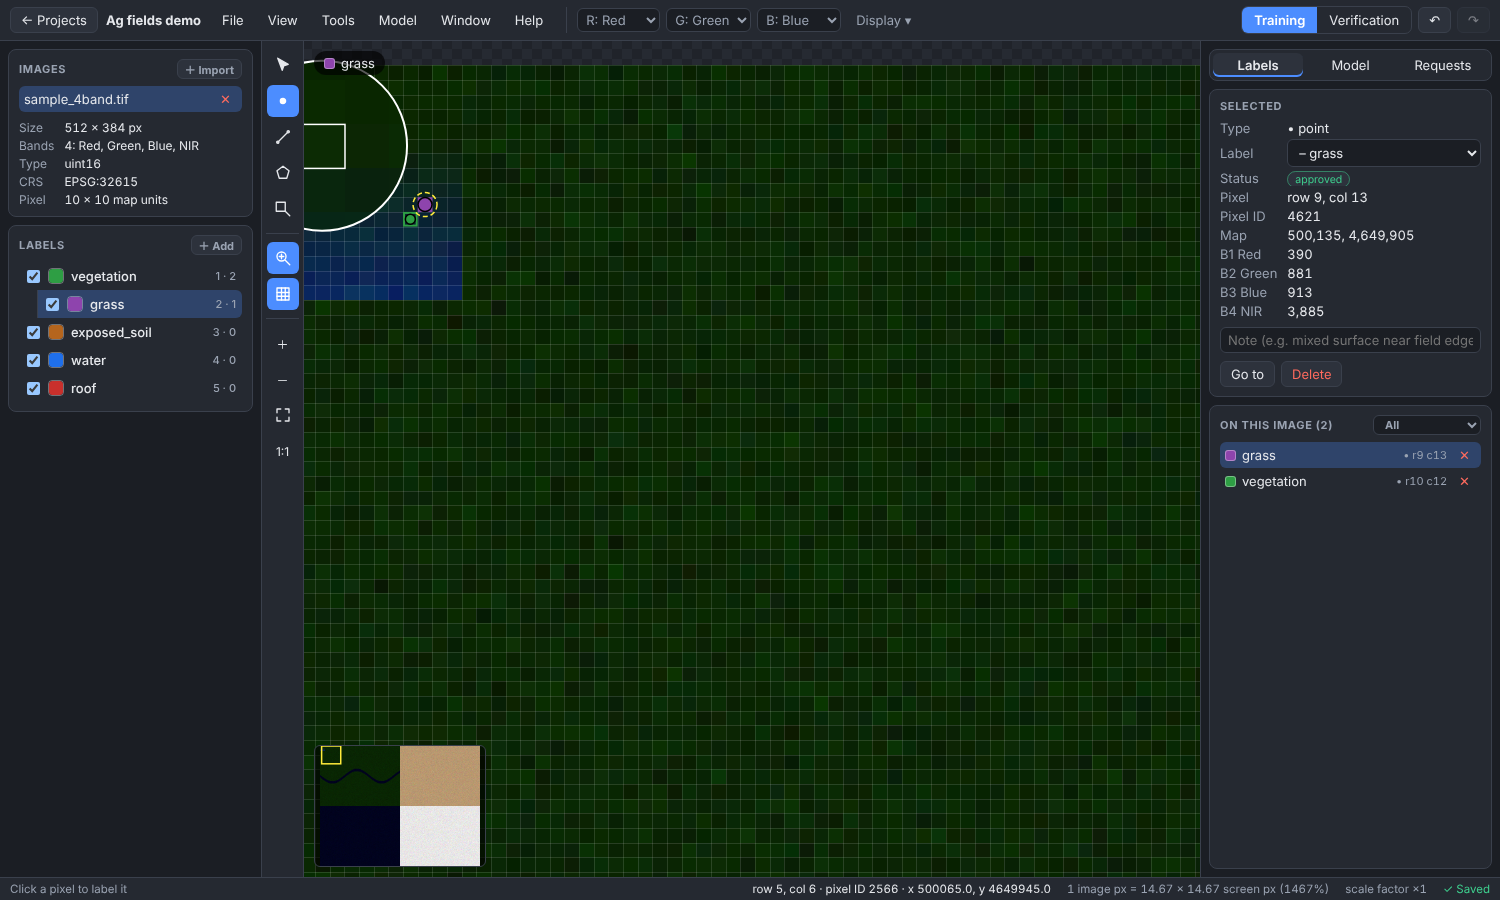 ← Projects Ag fields demo File View Tools Model Window Help R: Red G: Green B: Blue Display ▾ Training Verification ↶ ↷
IMAGES + Import
sample_4band.tif ✕
Size 512 × 384 px
Bands 4: Red, Green, Blue, NIR
Type uint16
CRS EPSG:32615
Pixel 10 × 10 map units
LABELS + Add
vegetation 1 · 2
grass 2 · 1
exposed_soil 3 · 0
water 4 · 0
roof 5 · 0
+
−
1:1
grass
Labels Model Requests
SELECTED
Type • point
Label – grass
Status approved
Pixel row 9, col 13
Pixel ID 4621
Map 500,135, 4,649,905
B1 Red 390
B2 Green 881
B3 Blue 913
B4 NIR 3,885
Note (e.g. mixed surface near field edge
Go to Delete
ON THIS IMAGE (2) All
grass • r9 c13 ✕
vegetation • r10 c12 ✕
Click a pixel to label it row 5, col 6 · pixel ID 2566 · x 500065.0, y 4649945.0 1 image px = 14.67 × 14.67 screen px (1467%) scale factor ×1 ✓ Saved